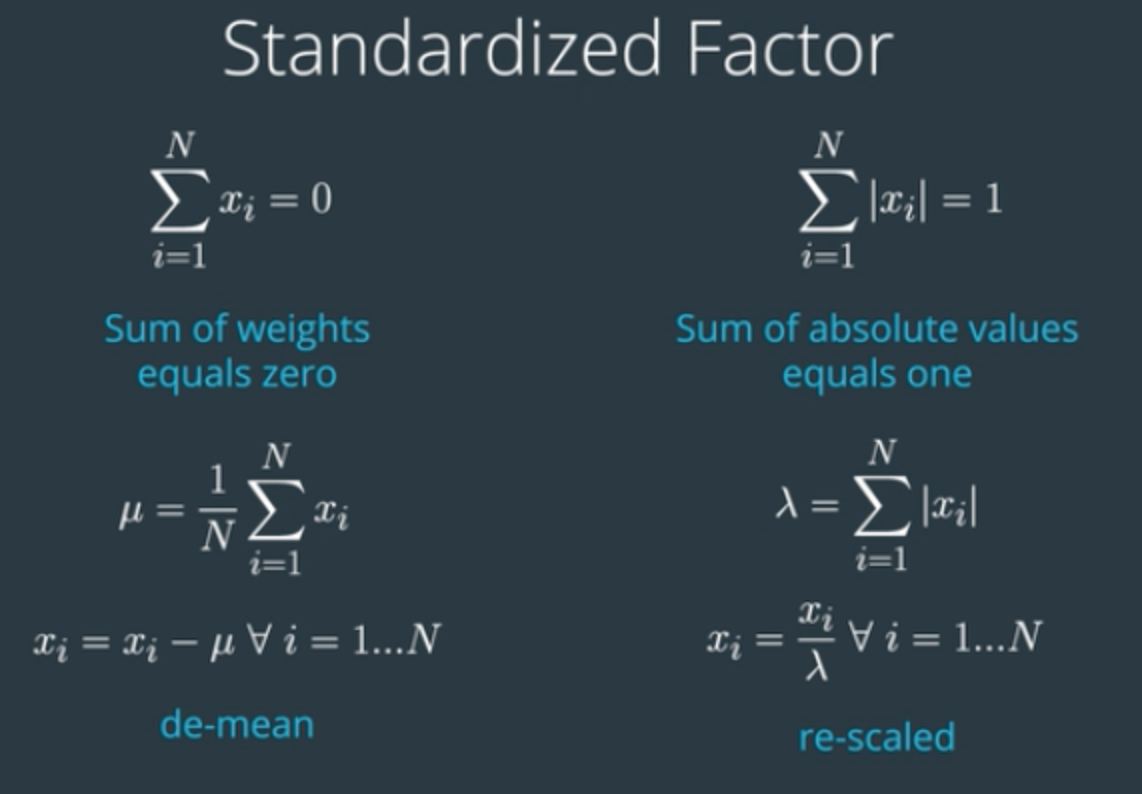 Standardized Factor
$\sum_{i=1}^{N} x_i = 0$
Sum of weights
equals zero
$\mu = \frac{1}{N} \sum_{i=1}^{N} x_i$
$x_i = x_i - \mu \; \forall \; i = 1...N$
de-mean
$\sum_{i=1}^{N} |x_i| = 1$
Sum of absolute values
equals one
$\lambda = \sum_{i=1}^{N} |x_i|$
$x_i = \frac{x_i}{\lambda} \; \forall \; i = 1...N$
re-scaled